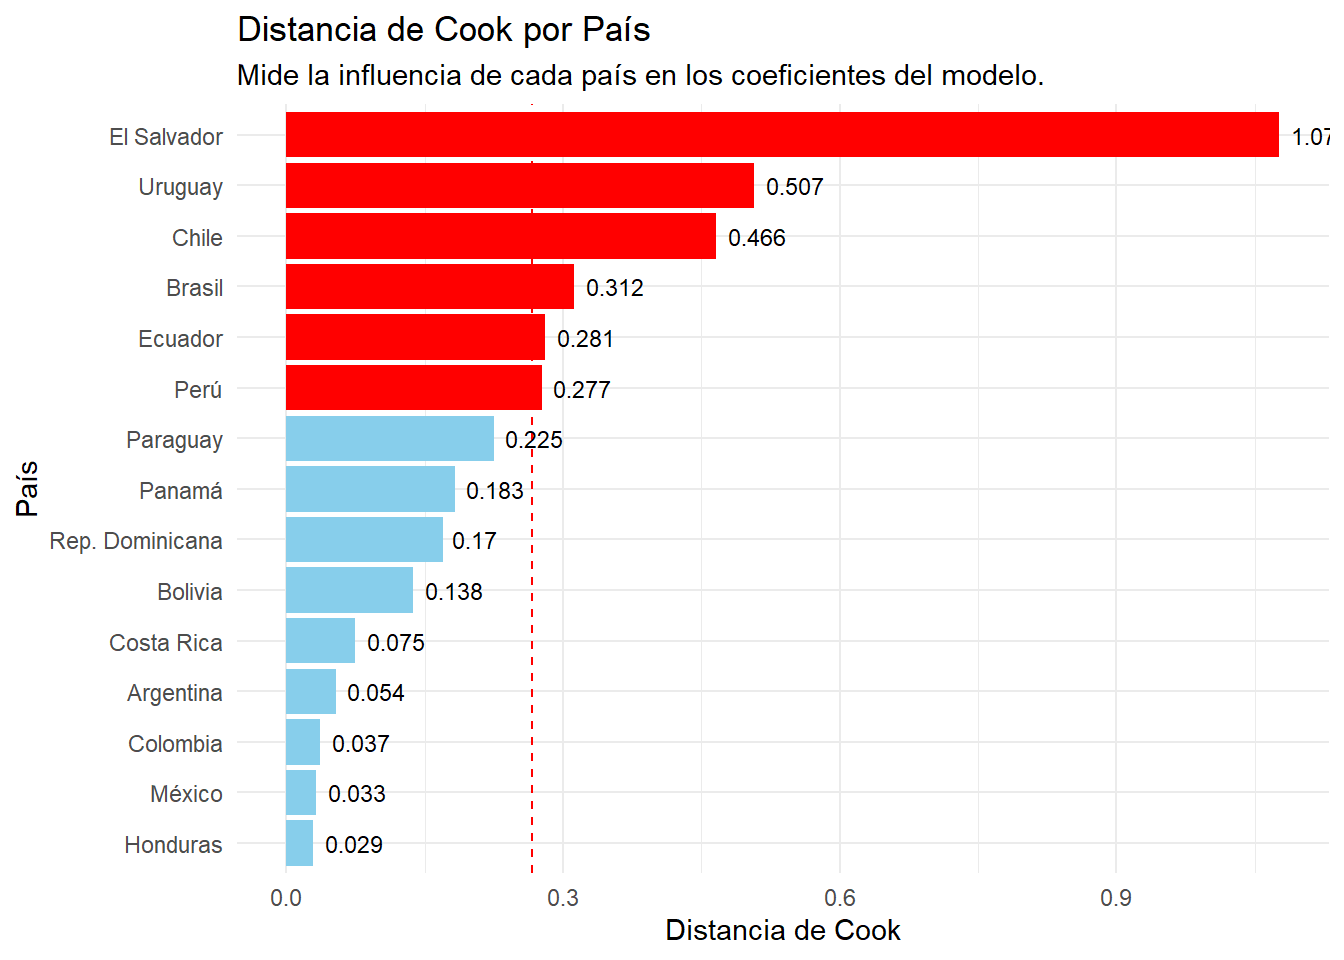 Distancia de Cook por País
Mide la influencia de cada país en los coeficientes del modelo.
El Salvador 1.07
Uruguay 0.507
Chile 0.466
Brasil 0.312
Ecuador 0.281
Perú 0.277
Paraguay 0.225
Panamá 0.183
Rep. Dominicana 0.17
Bolivia 0.138
Costa Rica 0.075
Argentina 0.054
Colombia 0.037
México 0.033
Honduras 0.029
País
0.0 0.3 0.6 0.9
Distancia de Cook